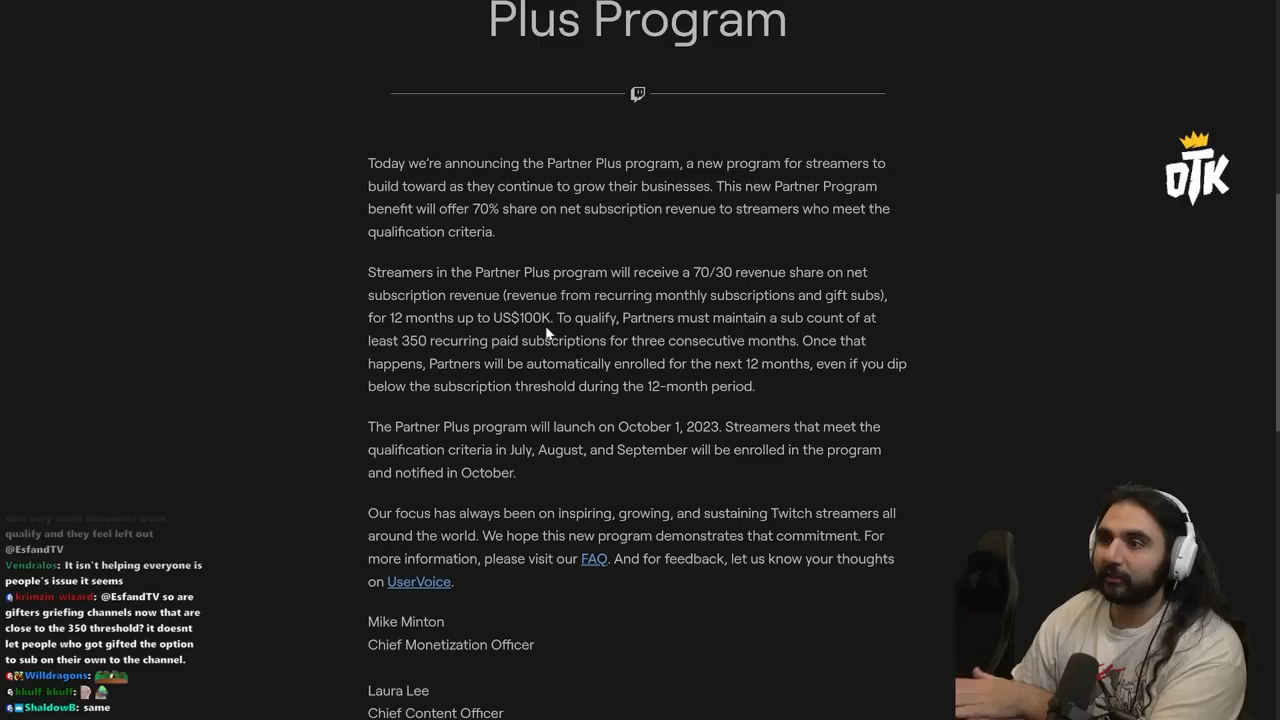 Plus Program
Today we're announcing the Partner Plus program, a new program for streamers to
build toward as they continue to grow their businesses. This new Partner Program
benefit will offer 70% share on net subscription revenue to streamers who meet the
qualification criteria.
OTK
Streamers in the Partner Plus program will receive a 70/30 revenue share on net
subscription revenue (revenue from recurring monthly subscriptions and gift subs),
for 12 months up to US$100K. To qualify, Partners must maintain a sub count of at
least 350 recurring paid subscriptions for three consecutive months. Once that
happens, Partners will be automatically enrolled for the next 12 months, even if you dip
below the subscription threshold during the 12-month period.
The Partner Plus program will launch on October 1, 2023. Streamers that meet the
qualification criteria in July, August, and September will be enrolled in the program
and notified in October.
Our focus has always been on inspiring, growing, and sustaining Twitch streamers all
around the world. We hope this new program demonstrates that commitment. For
more information, please visit our FAQ. And for feedback, let us know your thoughts
on UserVoice.
Mike Minton
Chief Monetization Officer
Laura Lee
Chief Content Officer
that very small streamers wont
qualify and they feel left out
@EsfandTV
Vendralos: It isn't helping everyone is
people's issue it seems
krimzin_wizard: @EsfandTV so are
gifters griefing channels now that are
close to the 350 threshold? it doesnt
let people who got gifted the option
to sub on their own to the channel.
Willdragons:
kkulf_kkulf:
ShaldowB: same